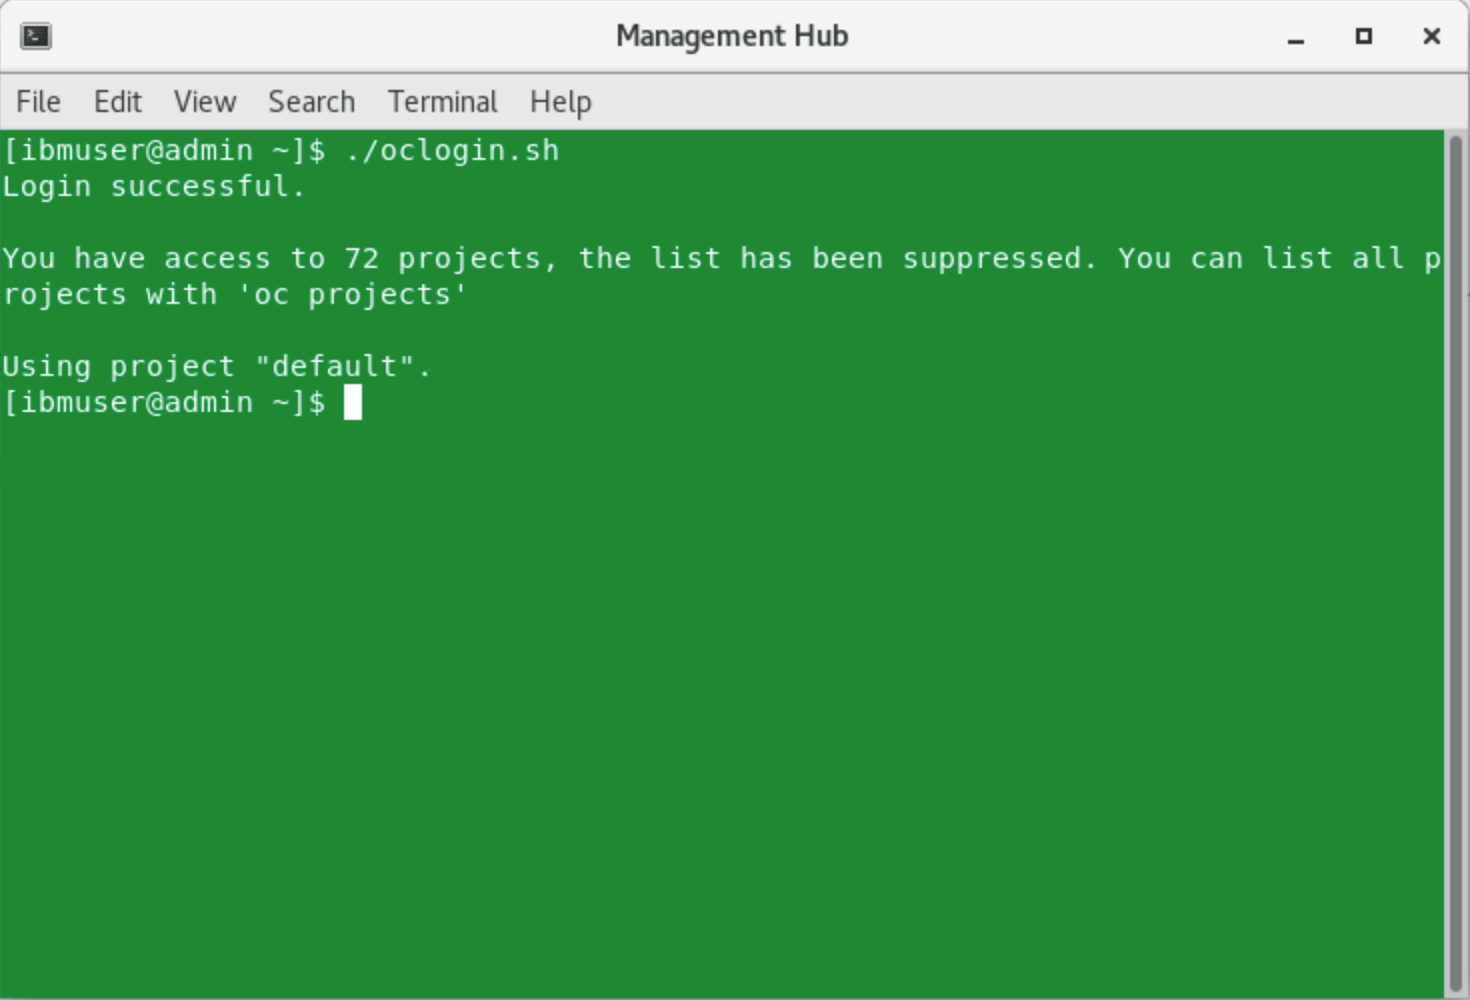 Management Hub
File Edit View Search Terminal Help
[ibmuser@admin ~]$ ./oclogin.sh
Login successful.
You have access to 72 projects, the list has been suppressed. You can list all p
rojects with 'oc projects'
Using project "default".
[ibmuser@admin ~]$